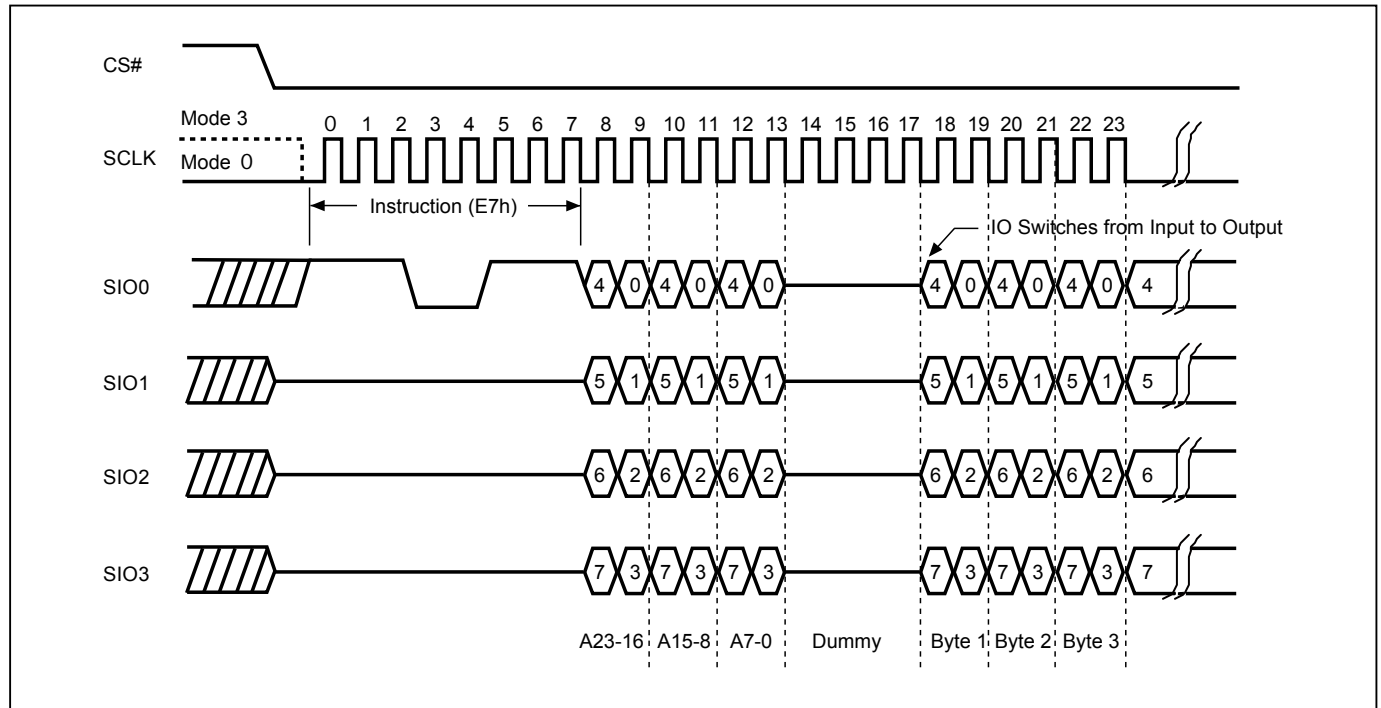 CS#
Mode 3
SCLK
Mode 0
0 1 2 3 4 5 6 7 8 9 10 11 12 13 14 15 16 17 18 19 20 21 22 23
Instruction (E7h)
IO Switches from Input to Output
SIO0
4 0 4 0 4 0 4 0 4 0 4 0 4
SIO1
5 1 5 1 5 1 5 1 5 1 5 1 5
SIO2
6 2 6 2 6 2 6 2 6 2 6 2 6
SIO3
7 3 7 3 7 3 7 3 7 3 7 3 7
A23-16 A15-8 A7-0 Dummy Byte 1 Byte 2 Byte 3